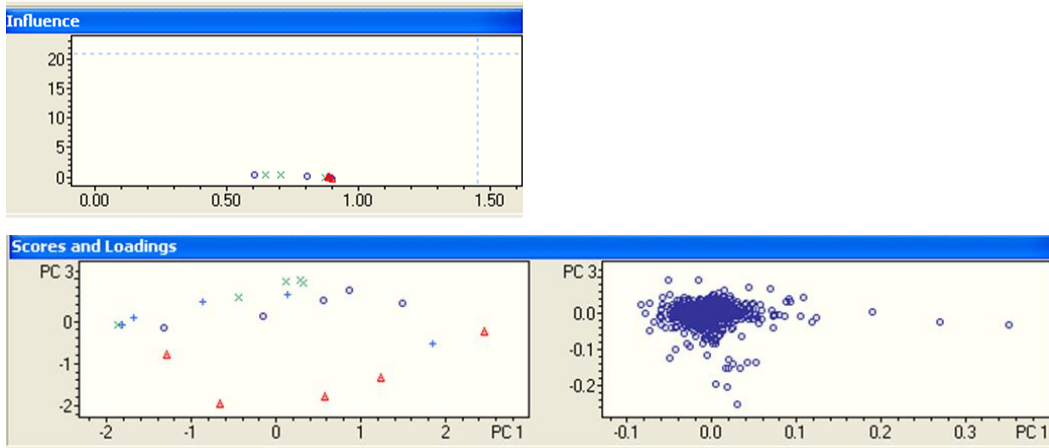 Influence
20
15
10
5
0
0.00 0.50 1.00 1.50
Scores and Loadings
PC 3
0
-1
-2
-2 -1 0 1 2 PC 1
PC 3
0.0
-0.1
-0.2
-0.1 0.0 0.1 0.2 0.3 PC 1